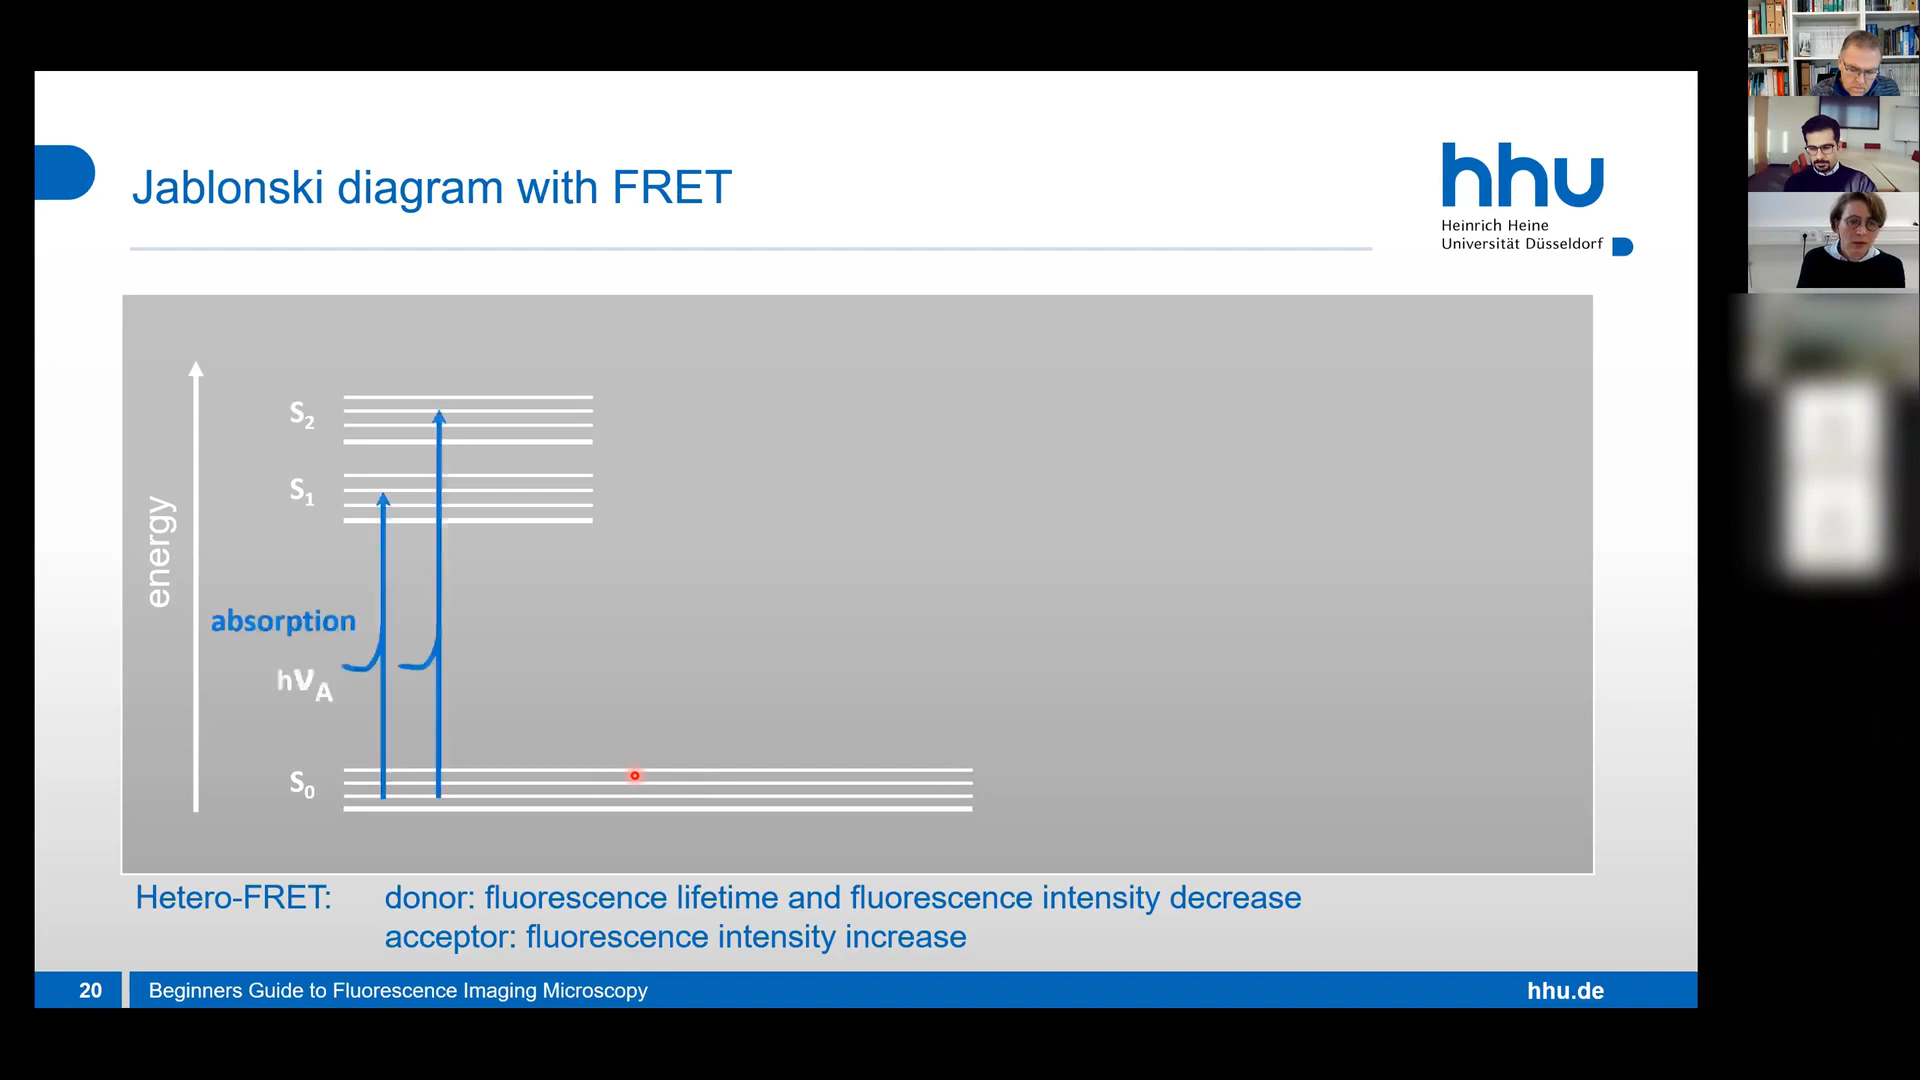 Jablonski diagram with FRET
hhu
Heinrich Heine
Universität Düsseldorf
energy
S2
S1
absorption
hνA
S0
Hetero-FRET: donor: fluorescence lifetime and fluorescence intensity decrease
acceptor: fluorescence intensity increase
20 Beginners Guide to Fluorescence Imaging Microscopy hhu.de